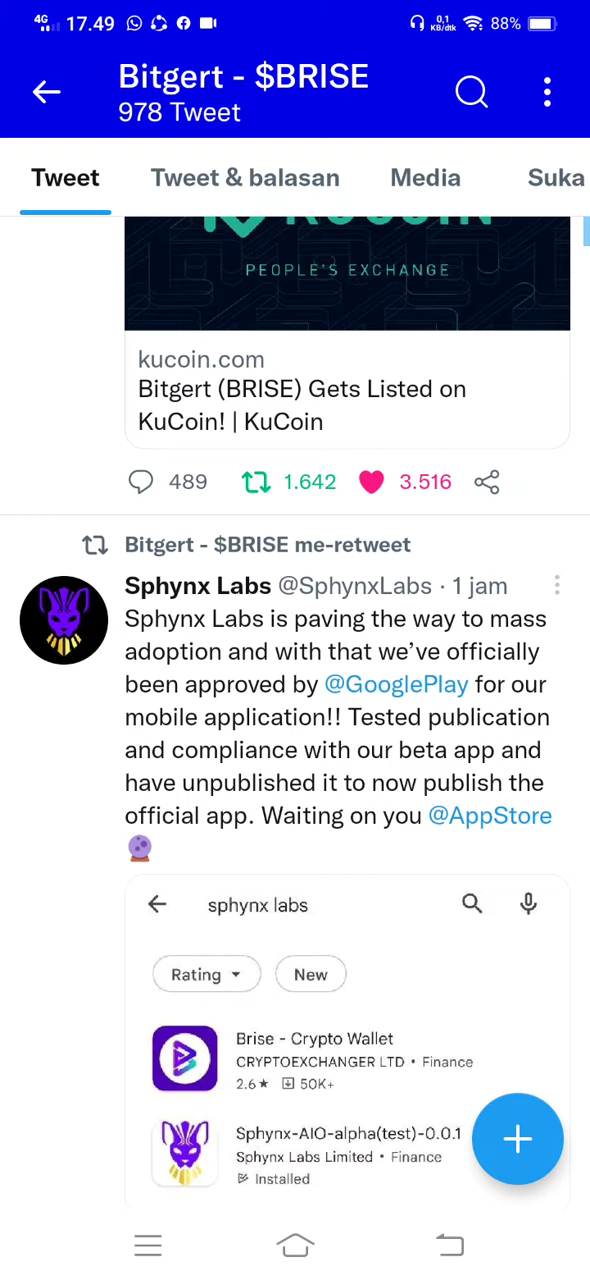 4G 17.49 0,1 KB/dtk 88%
Bitgert - $BRISE
978 Tweet
Tweet Tweet & balasan Media Suka
KUCOIN
PEOPLE'S EXCHANGE
kucoin.com
Bitgert (BRISE) Gets Listed on
KuCoin! | KuCoin
489 1.642 3.516
Bitgert - $BRISE me-retweet
Sphynx Labs @SphynxLabs · 1 jam
Sphynx Labs is paving the way to mass
adoption and with that we’ve officially
been approved by @GooglePlay for our
mobile application!! Tested publication
and compliance with our beta app and
have unpublished it to now publish the
official app. Waiting on you @AppStore
🔮
sphynx labs
Rating New
Brise - Crypto Wallet
CRYPTOEXCHANGER LTD • Finance
2.6★ 50K+
Sphynx-AIO-alpha(test)-0.0.1
Sphynx Labs Limited • Finance
Installed